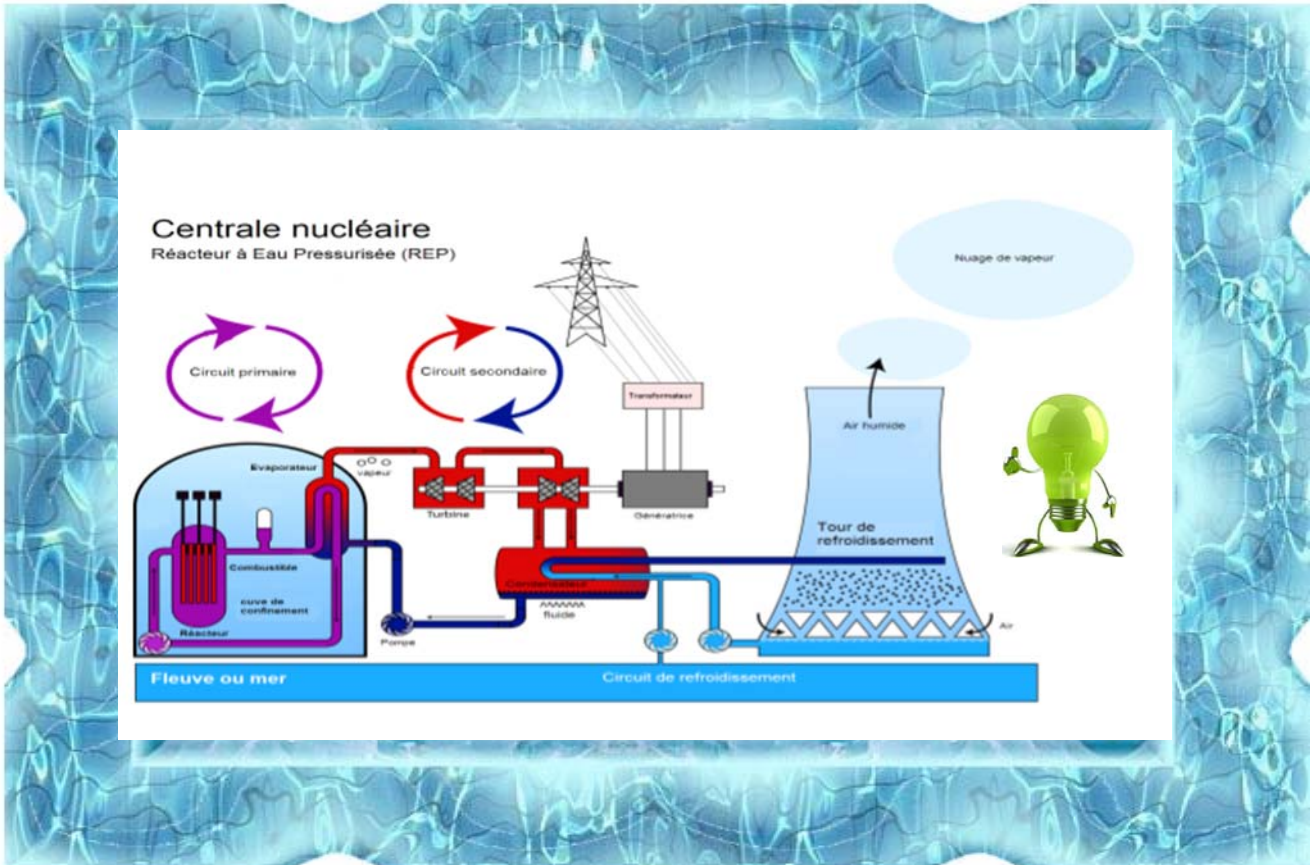 Centrale nucléaire
Réacteur à Eau Pressurisée (REP)
Nuage de vapeur
Circuit primaire
Circuit secondaire
Transformateur
Air humide
Evaporateur
vapeur
Turbine
Génératrice
Tour de
refroidissement
Combustible
Condensateur
cuve de
confinement
fluide
Réacteur
Pompe
Air
Fleuve ou mer
Circuit de refroidissement